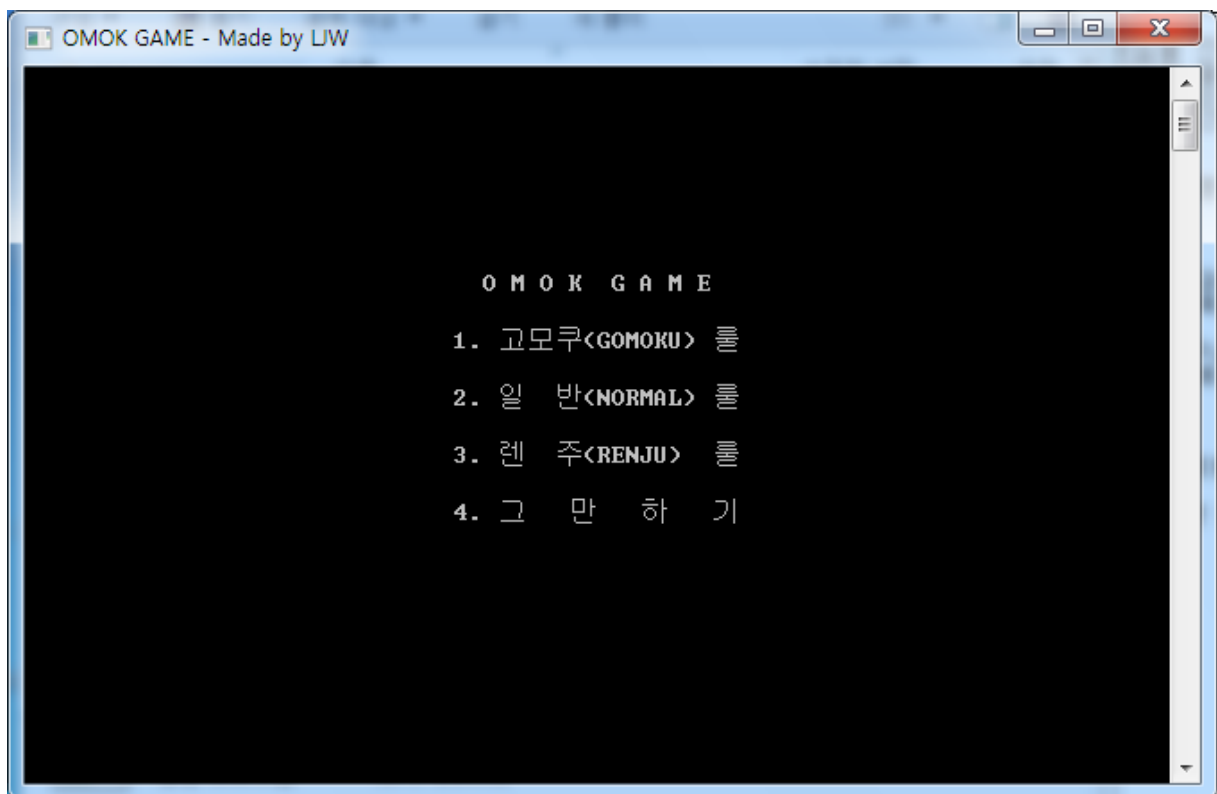 OMOK GAME - Made by LJW
O M O K G A M E
1. 고모쿠(GOMOKU) 룰
2. 일 반(NORMAL) 룰
3. 렌 주(RENJU) 룰
4. 그 만 하 기